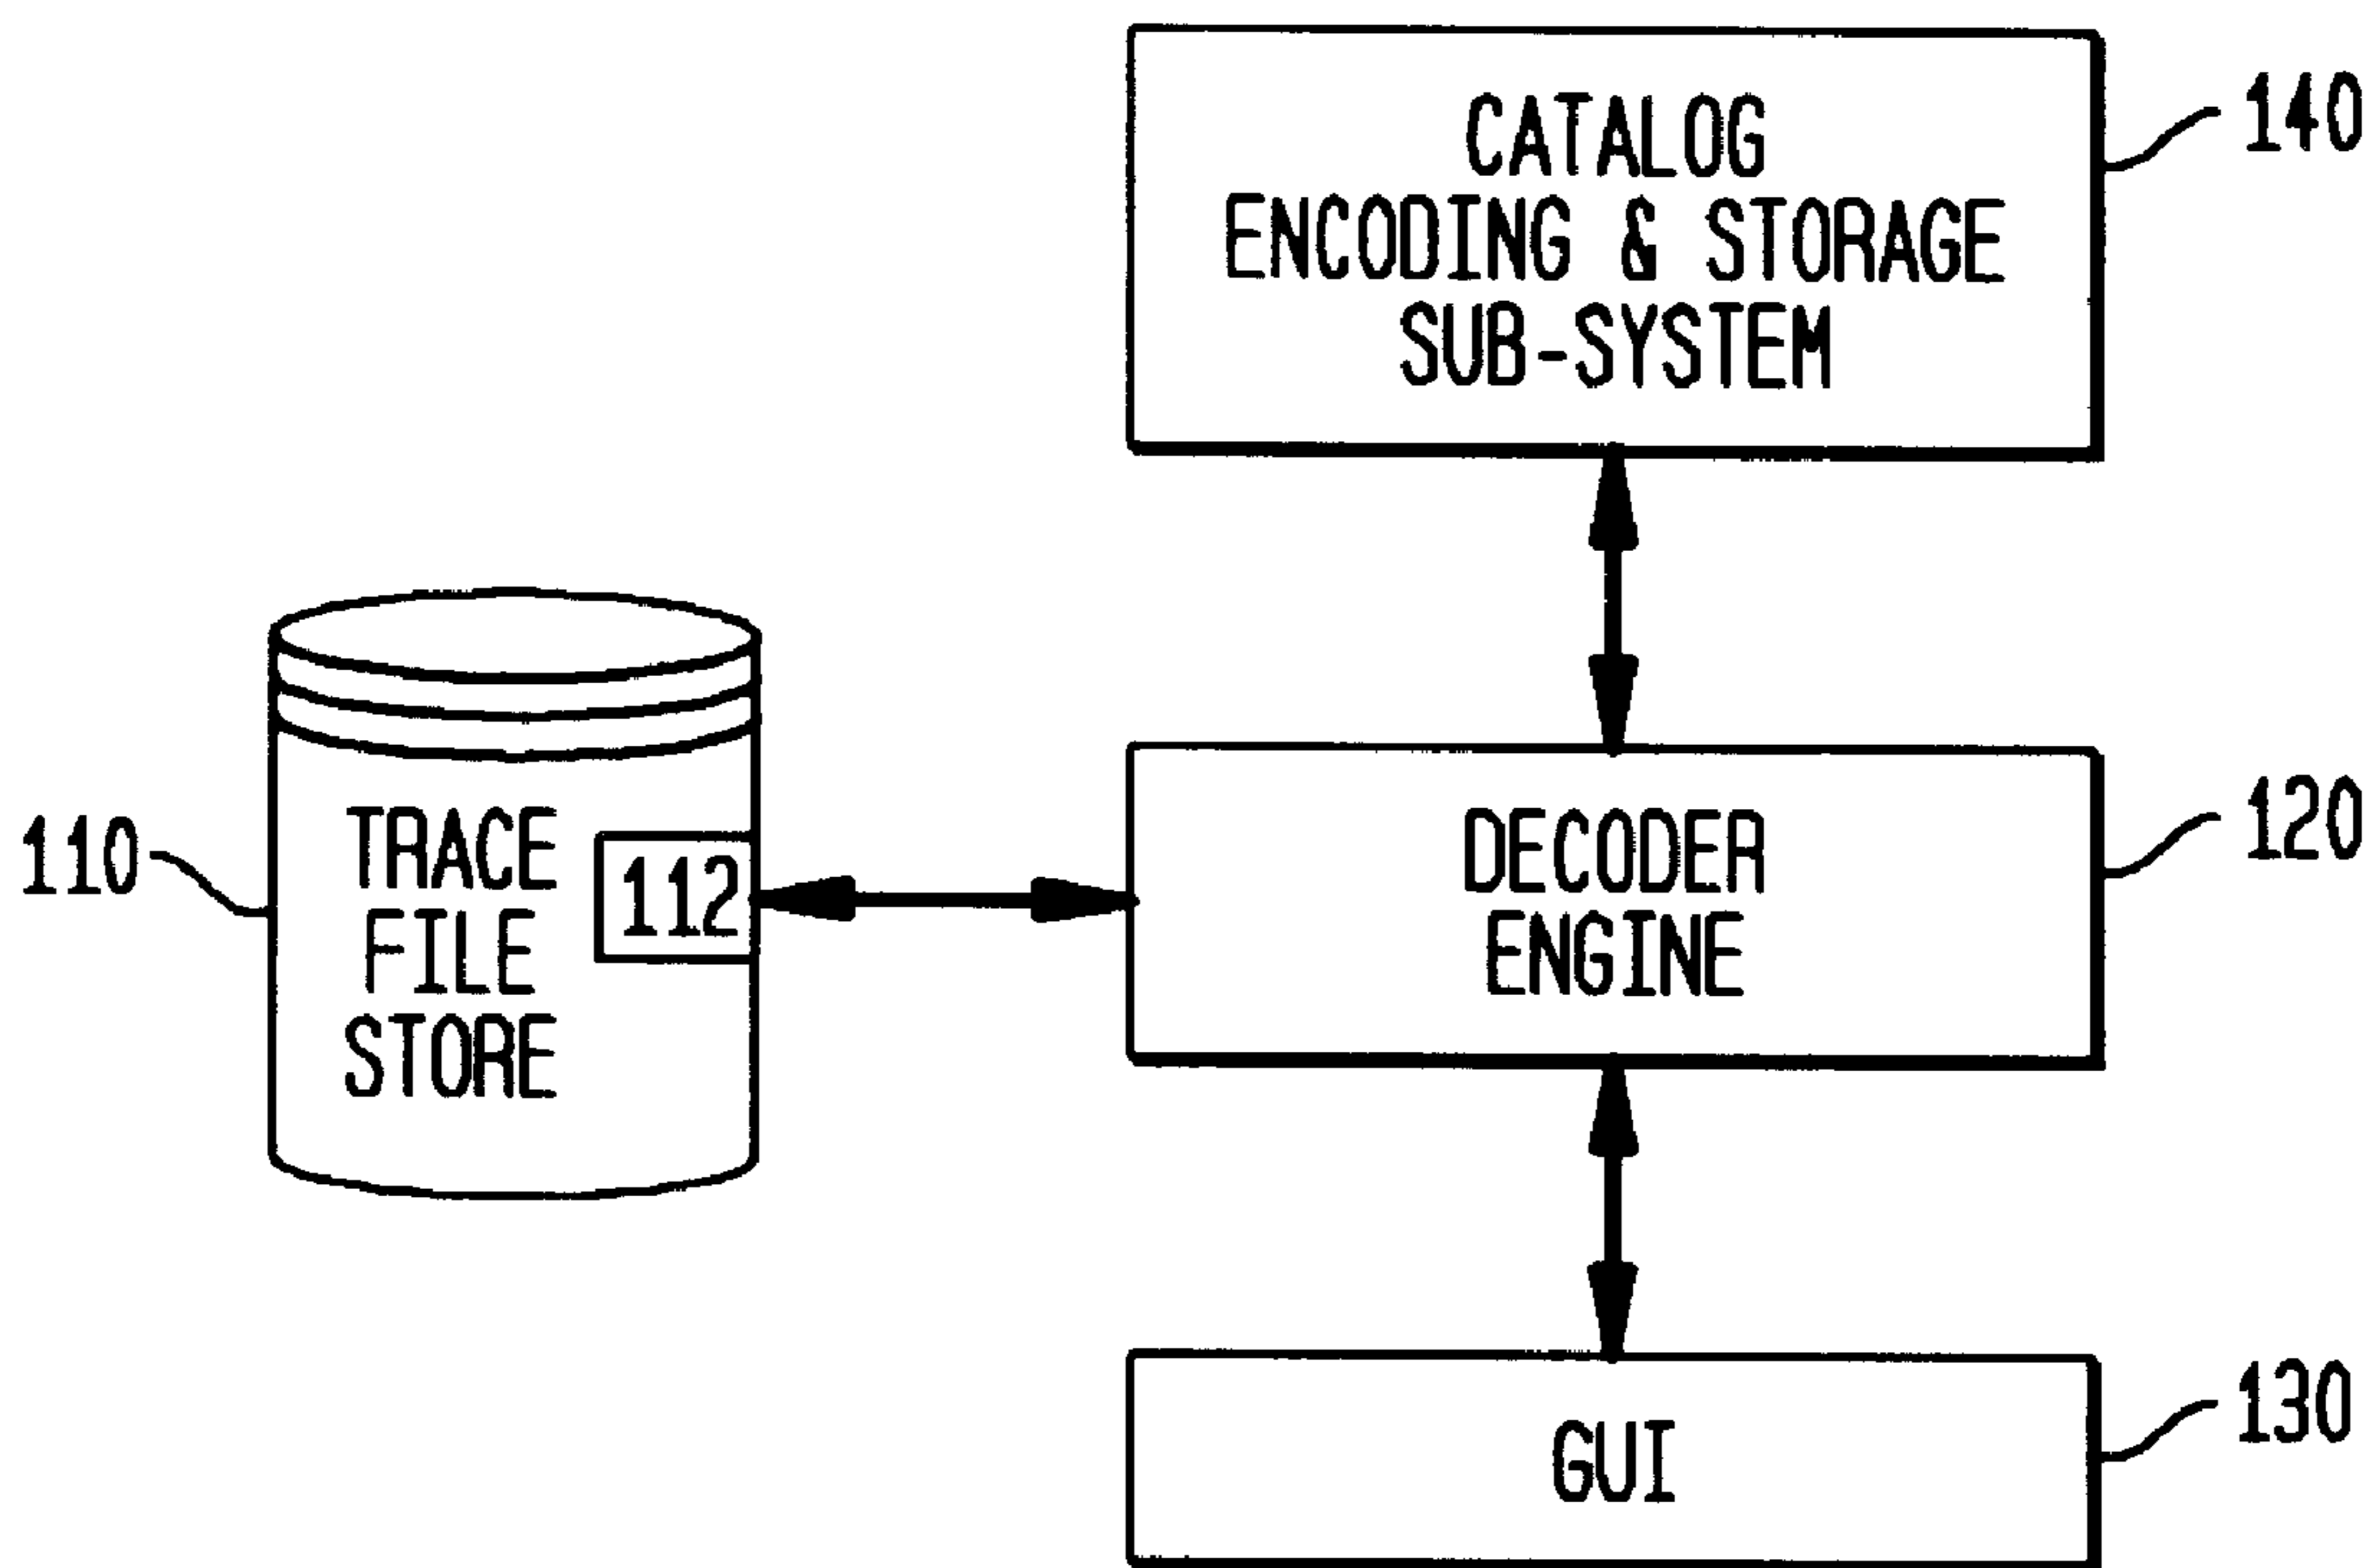 CATALOG
ENCODING & STORAGE
SUB-SYSTEM
140
110
TRACE
FILE
STORE
112
DECODER
ENGINE
120
GUI
130